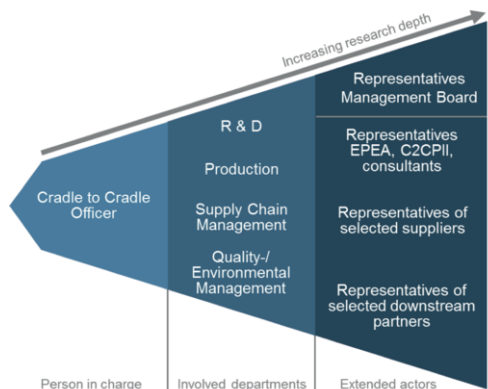 Increasing research depth
Cradle to Cradle
Officer
R & D
Production
Supply Chain
Management
Quality-/
Environmental
Management
Representatives
Management Board
Representatives
EPEA, C2CPII,
consultants
Representatives of
selected suppliers
Representatives of
selected downstream
partners
Person in charge
Involved departments
Extended actors